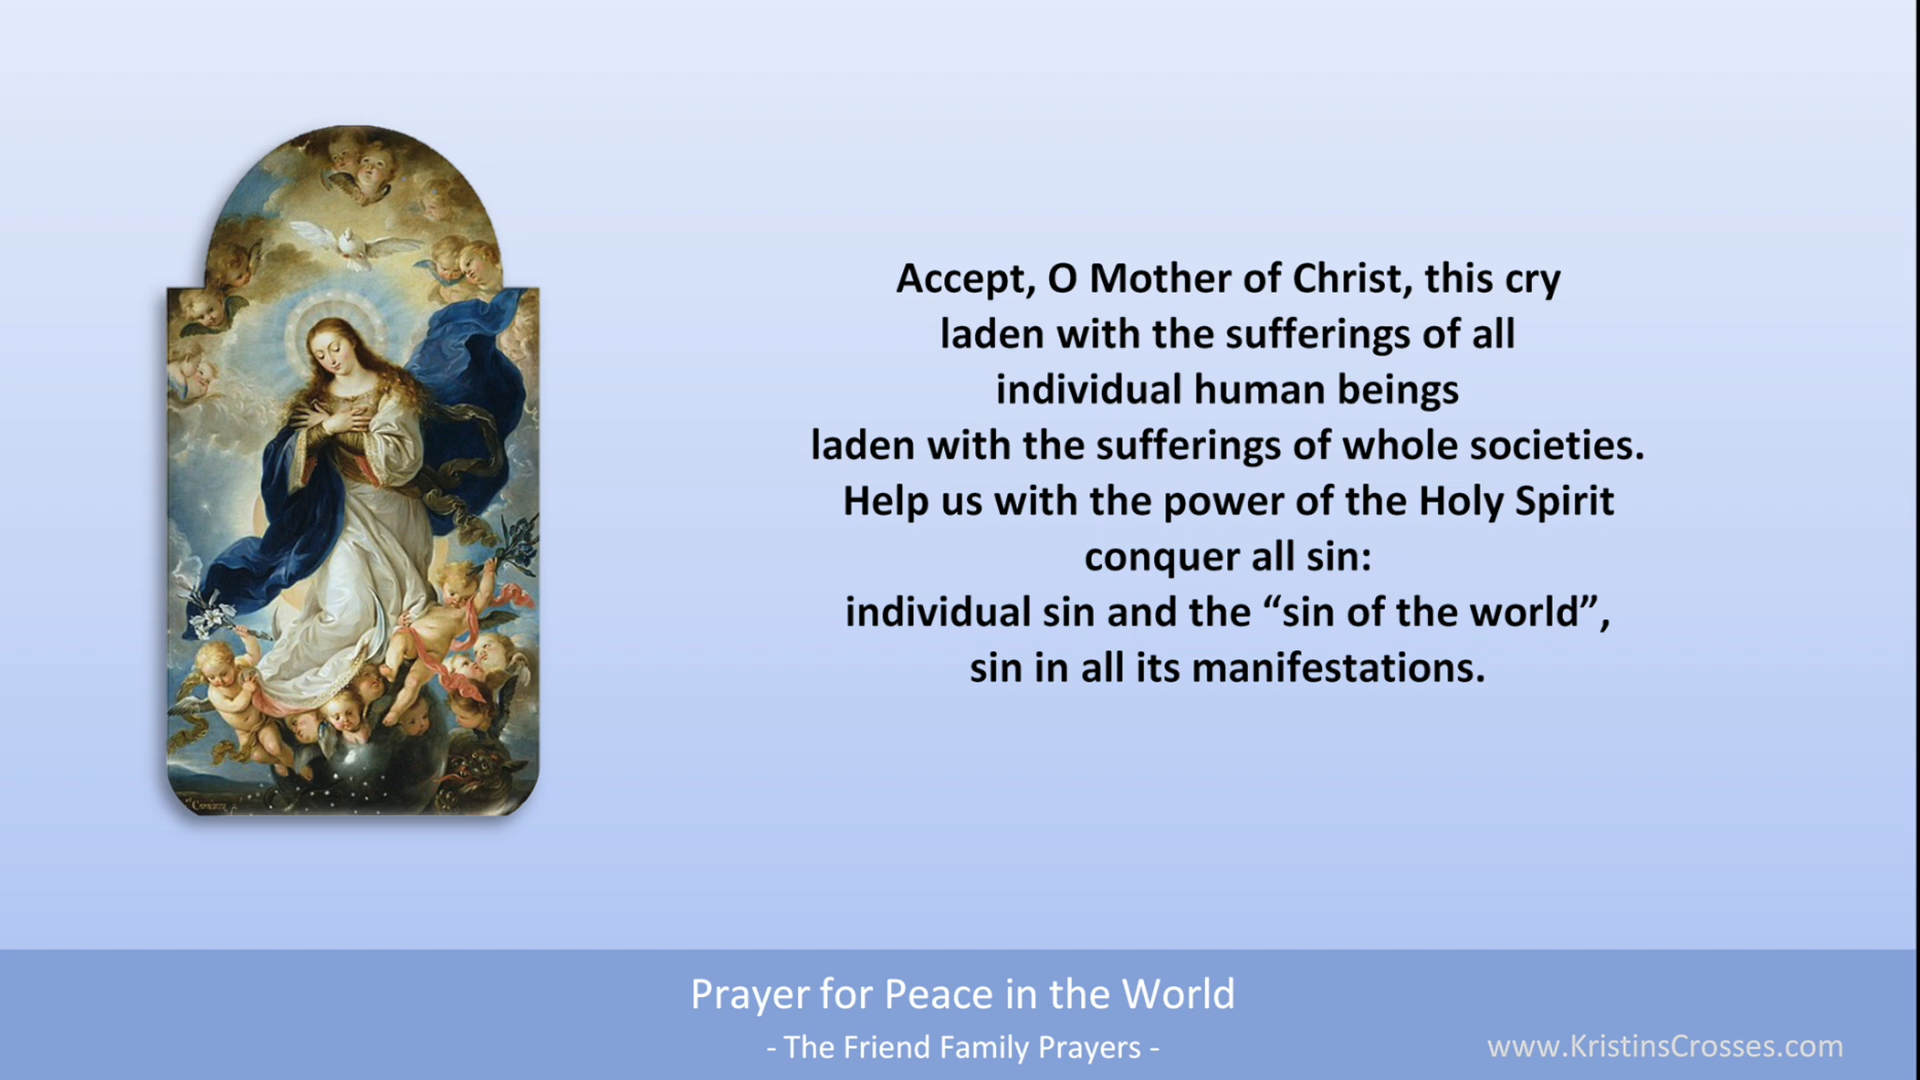 Accept, O Mother of Christ, this cry
laden with the sufferings of all
individual human beings
laden with the sufferings of whole societies.
Help us with the power of the Holy Spirit
conquer all sin:
individual sin and the “sin of the world”,
sin in all its manifestations.
Prayer for Peace in the World
- The Friend Family Prayers -
www.KristinsCrosses.com